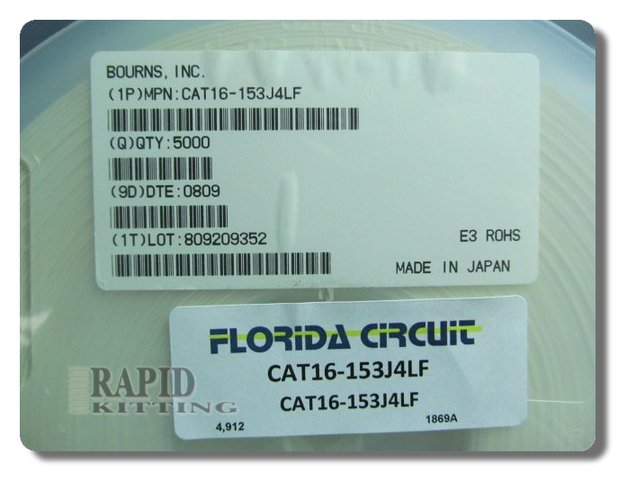 BOURNS, INC.
(1P)MPN:CAT16-153J4LF
(Q)QTY:5000
(9D)DTE:0809
(1T)LOT:809209352
E3 ROHS
MADE IN JAPAN
FLORIDA CIRCUIT
CAT16-153J4LF
CAT16-153J4LF
4,912 1869A
RAPID
KITTING